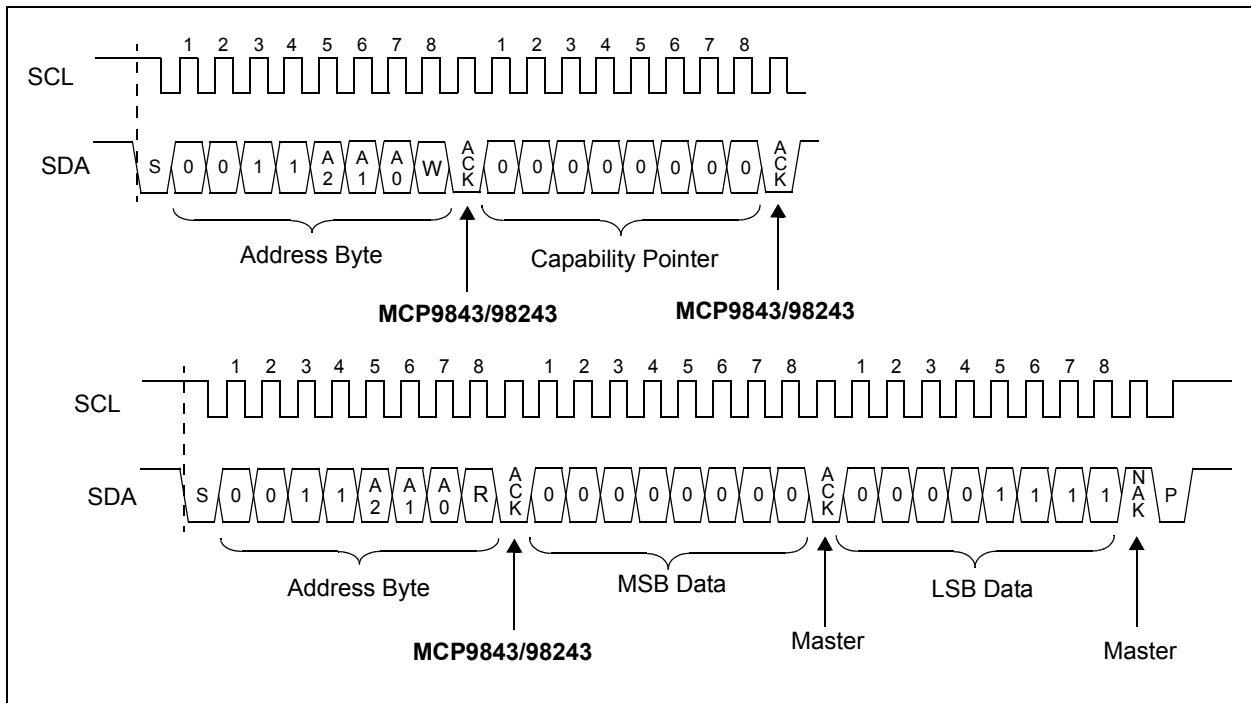 1 2 3 4 5 6 7 8 1 2 3 4 5 6 7 8
SCL
SDA S 0 0 1 1 A2 A1 A0 W ACK 0 0 0 0 0 0 0 0 ACK
Address Byte Capability Pointer
MCP9843/98243 MCP9843/98243
1 2 3 4 5 6 7 8 1 2 3 4 5 6 7 8 1 2 3 4 5 6 7 8
SCL
SDA S 0 0 1 1 A2 A1 A0 R ACK 0 0 0 0 0 0 0 0 ACK 0 0 0 0 1 1 1 1 NAK P
Address Byte MSB Data LSB Data
MCP9843/98243 Master Master